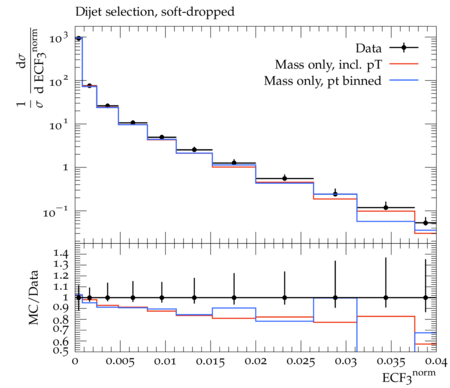 Dijet selection, soft-dropped
1/σ dσ/d ECF3^norm
10^3
10^2
10^1
1
10^−1
Data
Mass only, incl. pT
Mass only, pt binned
MC/Data
1.4
1.3
1.2
1.1
1
0.9
0.8
0.7
0.6
0.5
0 0.005 0.01 0.015 0.02 0.025 0.03 0.035 0.04
ECF3^norm